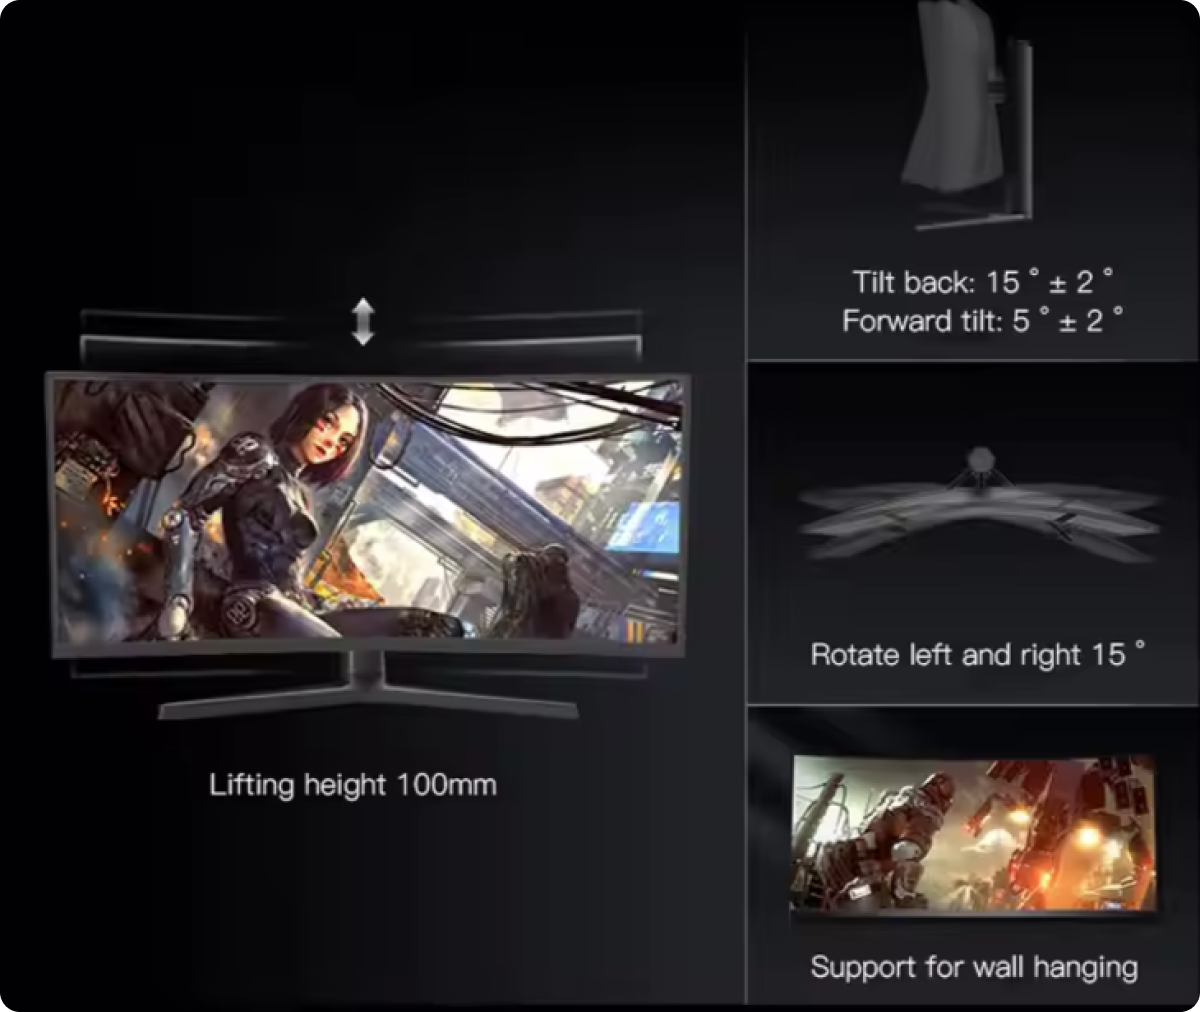 Tilt back: 15 ° ± 2 °
Forward tilt: 5 ° ± 2 °
Rotate left and right 15 °
Lifting height 100mm
Support for wall hanging